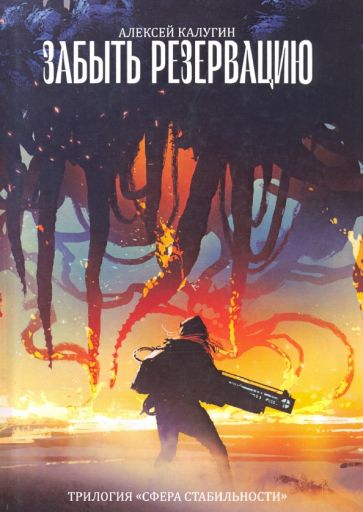 АЛЕКСЕЙ КАЛУГИН
ЗАБЫТЬ РЕЗЕРВАЦИЮ
ТРИЛОГИЯ «СФЕРА СТАБИЛЬНОСТИ»